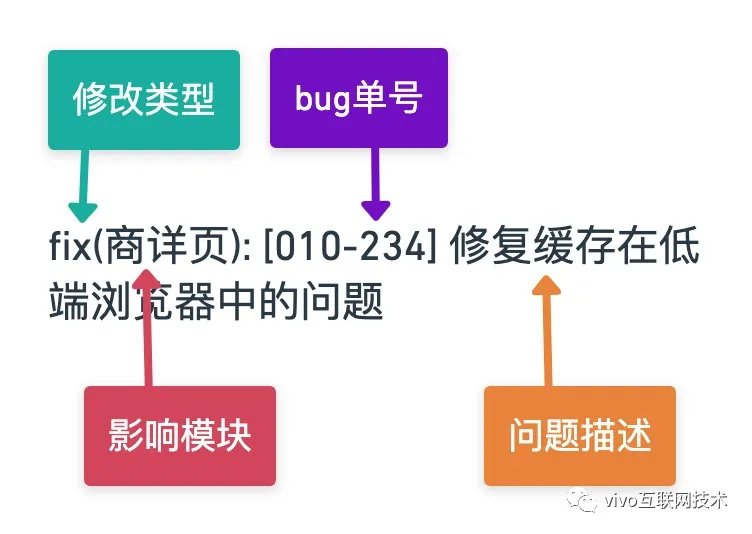 修改类型
bug单号
fix(商详页): [010-234] 修复缓存在低
端浏览器中的问题
影响模块
问题描述
vivo互联网技术